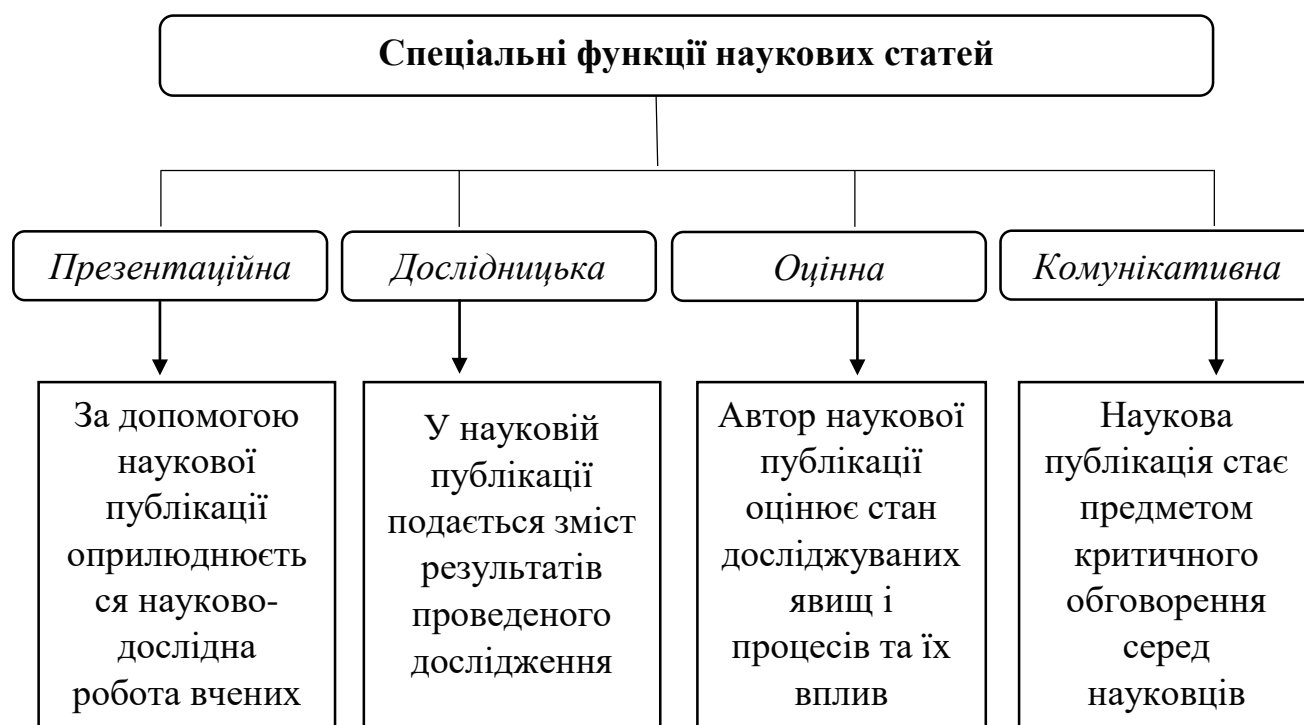 Спеціальні функції наукових статей
Презентаційна
Дослідницька
Оцінна
Комунікативна
За допомогою
наукової
публікації
оприлюднюєть
ся науково-
дослідна
робота вчених
У науковій
публікації
подається зміст
результатів
проведеного
дослідження
Автор наукової
публікації
оцінює стан
досліджуваних
явищ і
процесів та їх
вплив
Наукова
публікація стає
предметом
критичного
обговорення
серед
науковців